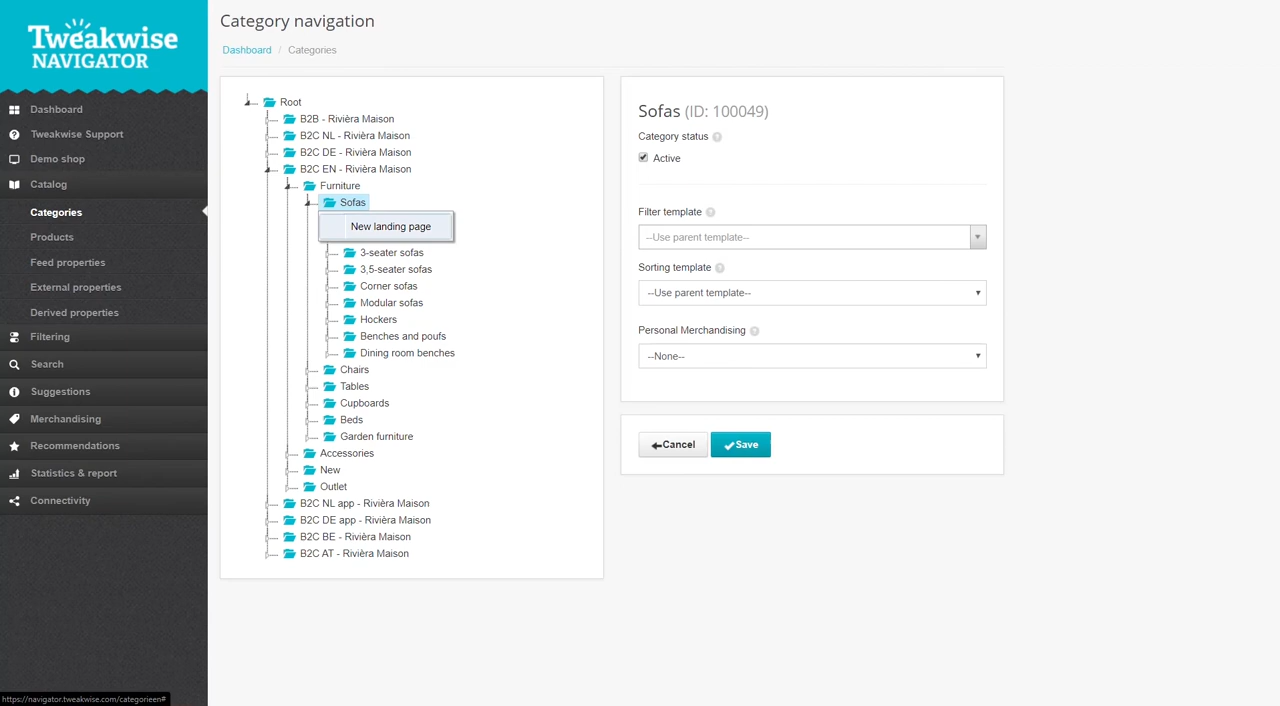 Tweakwise
NAVIGATOR
Dashboard
Tweakwise Support
Demo shop
Catalog
Categories
Products
Feed properties
External properties
Derived properties
Filtering
Search
Suggestions
Merchandising
Recommendations
Statistics & report
Connectivity
https://navigator.tweakwise.com/categorieen#
Category navigation
Dashboard / Categories
Root
B2B - Rivièra Maison
B2C NL - Rivièra Maison
B2C DE - Rivièra Maison
B2C EN - Rivièra Maison
Furniture
Sofas
New landing page
3-seater sofas
3,5-seater sofas
Corner sofas
Modular sofas
Hockers
Benches and poufs
Dining room benches
Chairs
Tables
Cupboards
Beds
Garden furniture
Accessories
New
Outlet
B2C NL app - Rivièra Maison
B2C DE app - Rivièra Maison
B2C BE - Rivièra Maison
B2C AT - Rivièra Maison
Sofas (ID: 100049)
Category status ?
Active
Filter template ?
--Use parent template--
Sorting template ?
--Use parent template--
Personal Merchandising ?
--None--
Cancel
Save